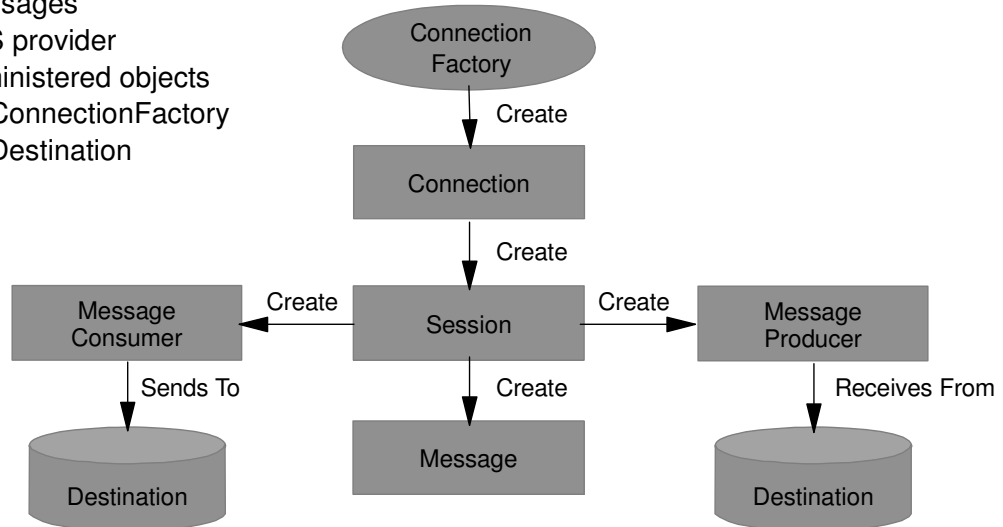 sages
S provider
inistered objects
ConnectionFactory
Destination
Connection
Factory
Create
Connection
Create
Message
Consumer
Create
Session
Create
Message
Producer
Sends To
Create
Receives From
Destination
Message
Destination